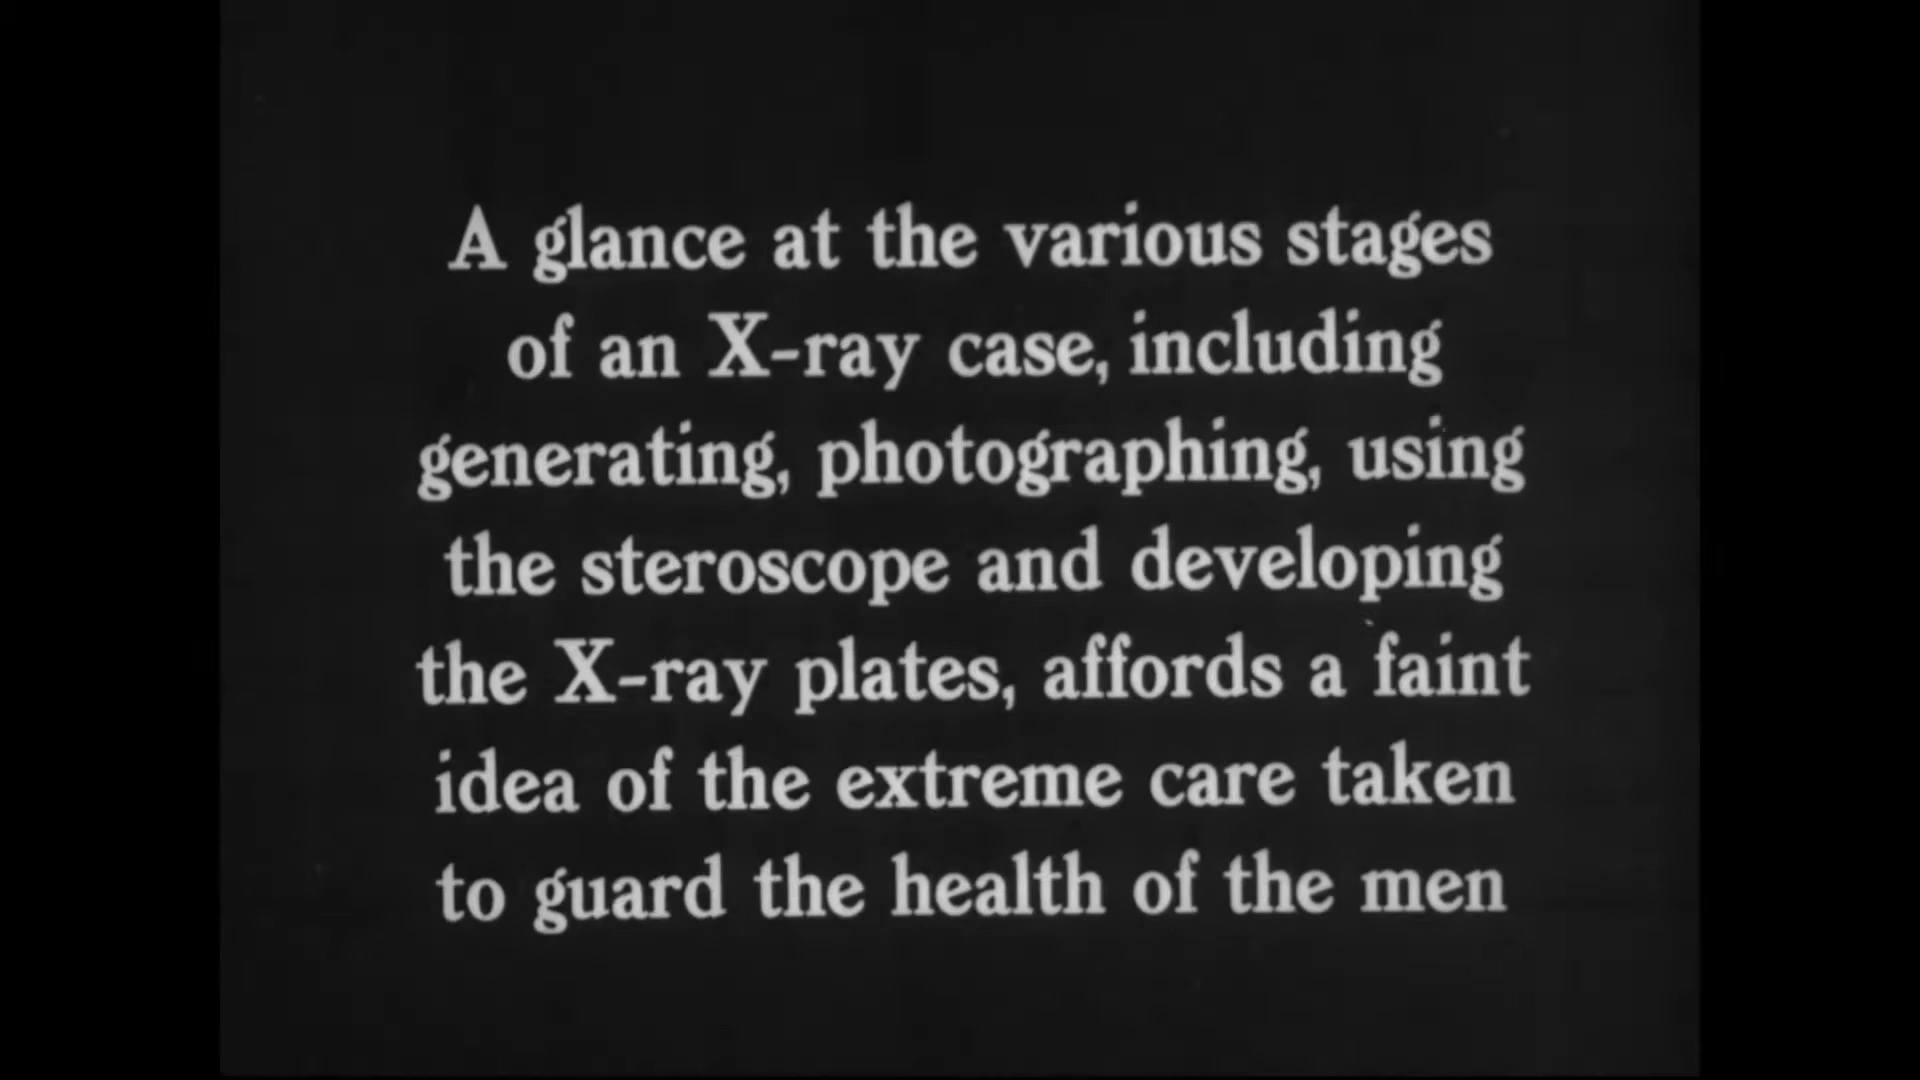 A glance at the various stages
of an X-ray case, including
generating, photographing, using
the steroscope and developing
the X-ray plates, affords a faint
idea of the extreme care taken
to guard the health of the men